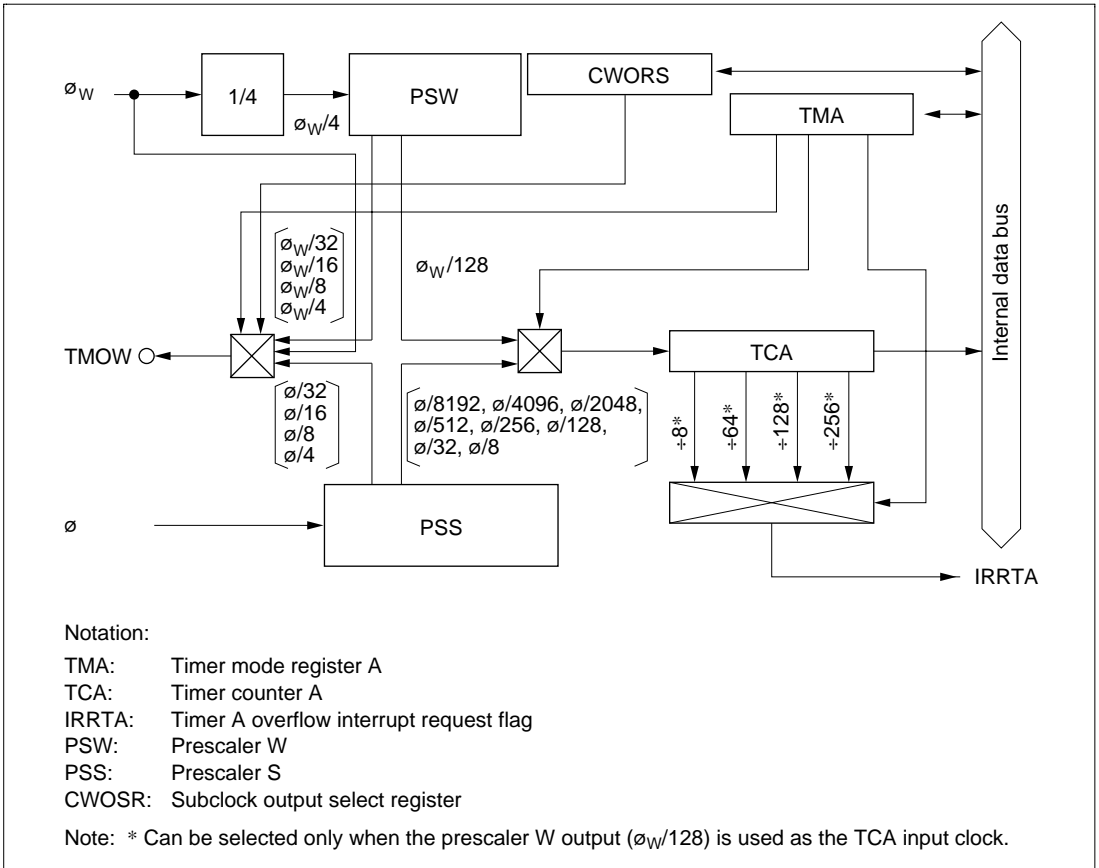 øW
1/4
øW/4
PSW
CWORS
TMA
Internal data bus
øW/32
øW/16
øW/8
øW/4
øW/128
TMOW
TCA
ø/32
ø/16
ø/8
ø/4
ø/8192, ø/4096, ø/2048,
ø/512, ø/256, ø/128,
ø/32, ø/8
÷8*
÷64*
÷128*
÷256*
ø
PSS
IRRTA
Notation:
TMA: Timer mode register A
TCA: Timer counter A
IRRTA: Timer A overflow interrupt request flag
PSW: Prescaler W
PSS: Prescaler S
CWOSR: Subclock output select register
Note: * Can be selected only when the prescaler W output (øW/128) is used as the TCA input clock.